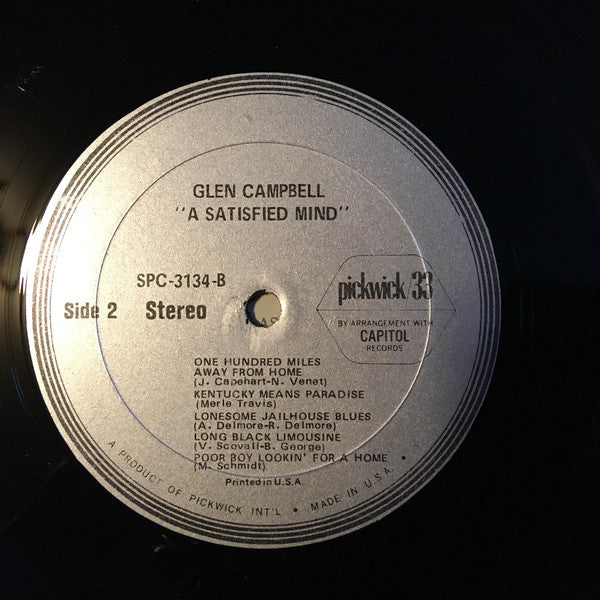 GLEN CAMPBELL
"A SATISFIED MIND"
SPC-3134-B
Side 2 Stereo
pickwick/33
BY ARRANGEMENT WITH
CAPITOL
RECORDS
ONE HUNDRED MILES
AWAY FROM HOME
(J. Capehart-N. Venet)
KENTUCKY MEANS PARADISE
(Merle Travis)
LONESOME JAILHOUSE BLUES
(A. Delmore-R. Delmore)
LONG BLACK LIMOUSINE
(V. Scovall-B. George)
POOR BOY LOOKIN' FOR A HOME
(M. Schmidt)
Printed in U.S.A.
A PRODUCT OF PICKWICK INT'L • MADE IN U.S.A.